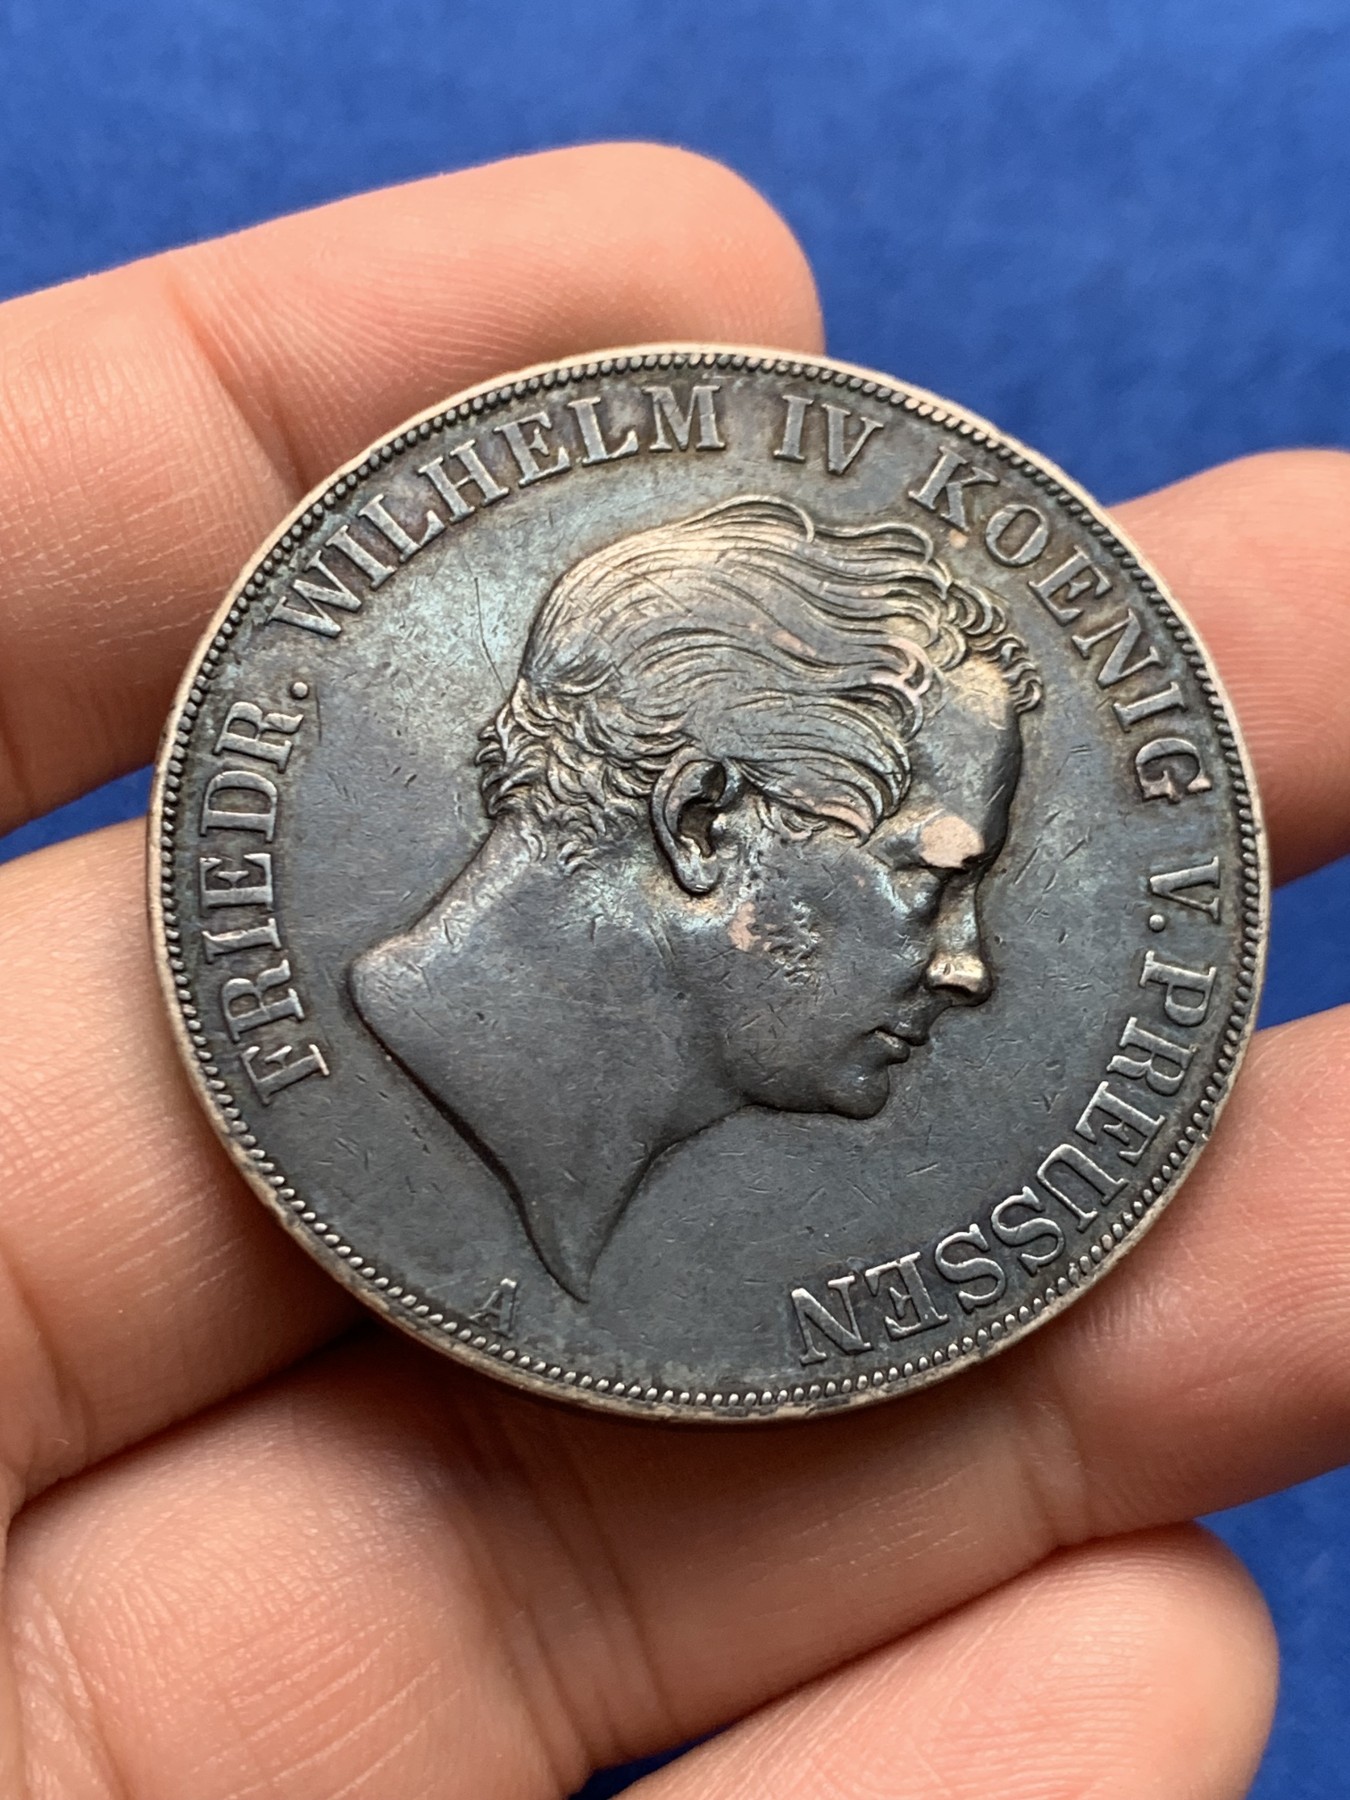 FRIEDR. WILHELM IV KOENIG V. PREUSSEN
A